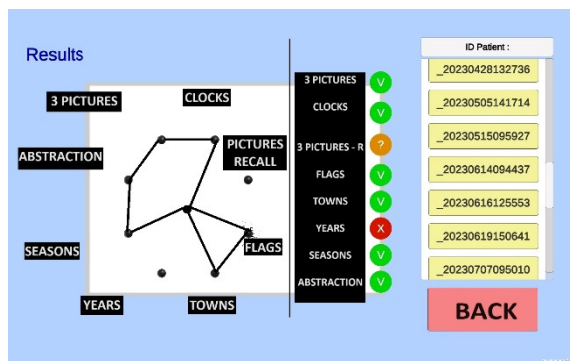 Results
3 PICTURES
CLOCKS
ABSTRACTION
PICTURES
RECALL
SEASONS
FLAGS
YEARS
TOWNS
3 PICTURES V
CLOCKS V
3 PICTURES - R ?
FLAGS V
TOWNS V
YEARS X
SEASONS V
ABSTRACTION V
ID Patient :
_20230428132736
_20230505141714
_20230515095927
_20230614094437
_20230616125553
_20230619150641
_20230707095010
BACK